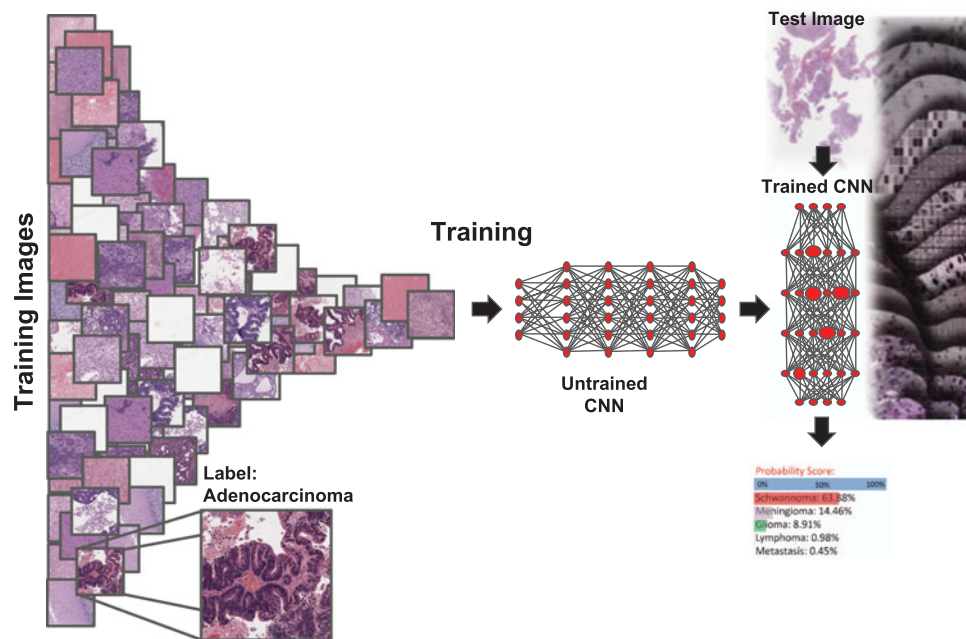 Training Images
Label:
Adenocarcinoma
Training
Untrained
CNN
Test Image
Trained CNN
Probability Score:
0% 50% 100%
Schwannoma: 63.88%
Meningioma: 14.46%
Glioma: 8.91%
Lymphoma: 0.98%
Metastasis: 0.45%